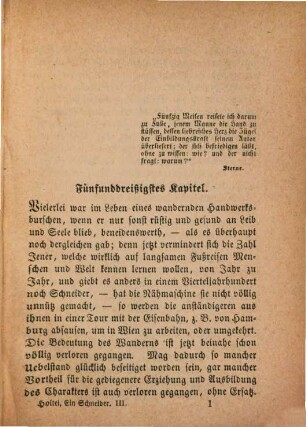 „Fünfzig Meilen reisete ich darum
zu Fuße, jenem Manne die Hand zu
küssen, dessen liebreiches Herz die Zügel
der Einbildungskraft seinem Autor
überliefert; der sich befriedigen läßt,
ohne zu wissen: wie? und der nicht
fragt: warum?“
Sterne.
Fünfunddreißigstes Kapitel.
Vielerlei war im Leben eines wandernden Handwerks-
burschen, wenn er nur sonst rüstig und gesund an Leib
und Seele blieb, beneidenswerth, — als es überhaupt
noch dergleichen gab; denn jetzt vermindert sich die Zahl
Jener, welche wirklich auf langsamen Fußreisen Men-
schen und Welt kennen lernen wollen, von Jahr zu
Jahr, und giebt es anders in einem Vierteljahrhundert
noch Schneider, — hat die Nähmaschine sie nicht völlig
unnütz gemacht, — so werden die anständigeren aus
ihnen in einer Tour mit der Eisenbahn, z. B. von Ham-
burg absausen, um in Wien zu arbeiten, oder umgekehrt.
Die Bedeutung des Wanderns ist jetzt beinahe schon
völlig verloren gegangen. Mag dadurch so mancher
Uebelstand glücklich beseitiget worden sein, gar mancher
Vortheil für die gediegenere Erziehung und Ausbildung
des Charakters ist auch verloren gegangen, ohne Ersatz.
Holtei, Ein Schneider. III. 1